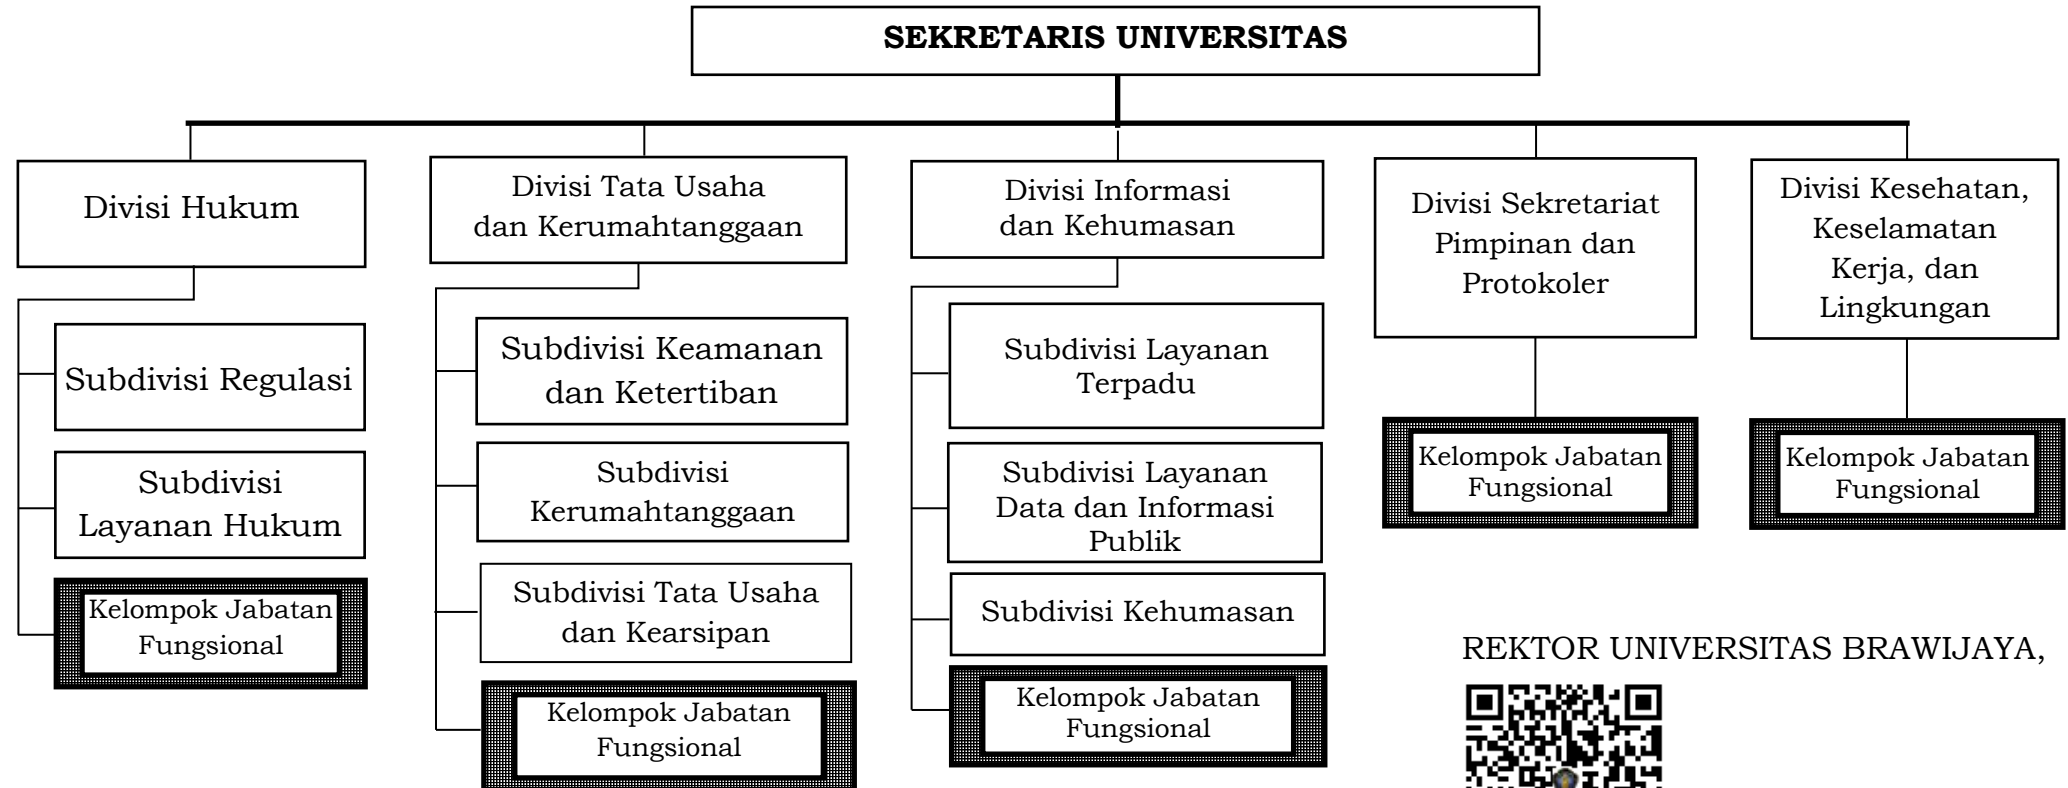 SEKRETARIS UNIVERSITAS
Divisi Hukum
Subdivisi Regulasi
Subdivisi
Layanan Hukum
Kelompok Jabatan
Fungsional
Divisi Tata Usaha
dan Kerumahtanggaan
Subdivisi Keamanan
dan Ketertiban
Subdivisi
Kerumahtanggaan
Subdivisi Tata Usaha
dan Kearsipan
Kelompok Jabatan
Fungsional
Divisi Informasi
dan Kehumasan
Subdivisi Layanan
Terpadu
Subdivisi Layanan
Data dan Informasi
Publik
Subdivisi Kehumasan
Kelompok Jabatan
Fungsional
Divisi Sekretariat
Pimpinan dan
Protokoler
Kelompok Jabatan
Fungsional
Divisi Kesehatan,
Keselamatan
Kerja, dan
Lingkungan
Kelompok Jabatan
Fungsional
REKTOR UNIVERSITAS BRAWIJAYA,